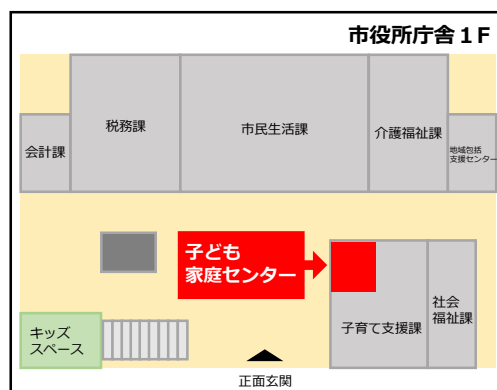 市役所庁舎1F
税務課
市民生活課
介護福祉課
会計課
地域包括
支援センター
子ども
家庭センター
子育て支援課
社会
福祉課
キッズ
スペース
正面玄関